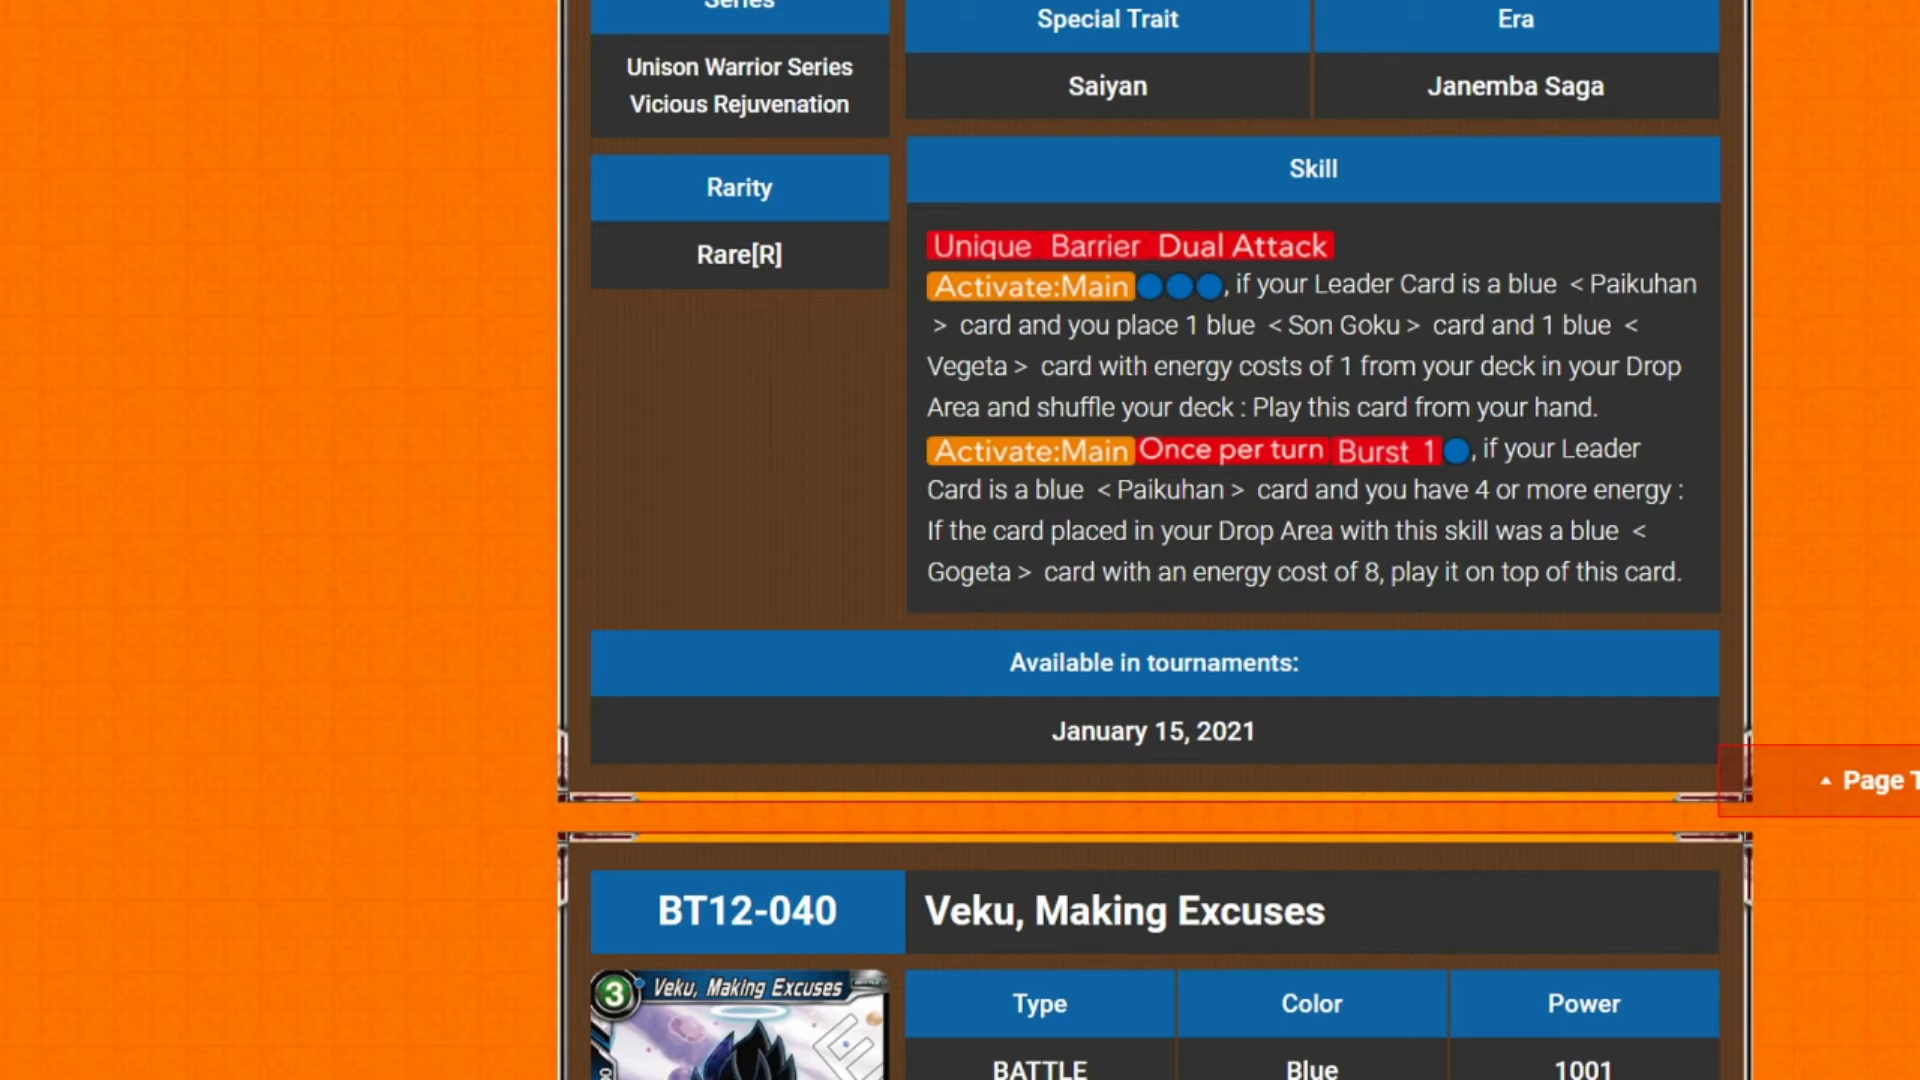 Series
Special Trait
Era
Unison Warrior Series
Vicious Rejuvenation
Saiyan
Janemba Saga
Rarity
Rare[R]
Skill
Unique Barrier Dual Attack
Activate:Main , if your Leader Card is a blue < Paikuhan
> card and you place 1 blue < Son Goku > card and 1 blue <
Vegeta > card with energy costs of 1 from your deck in your Drop
Area and shuffle your deck : Play this card from your hand.
Activate:Main Once per turn Burst 1 , if your Leader
Card is a blue < Paikuhan > card and you have 4 or more energy :
If the card placed in your Drop Area with this skill was a blue <
Gogeta > card with an energy cost of 8, play it on top of this card.
Available in tournaments:
January 15, 2021
Page T
BT12-040
Veku, Making Excuses
3
Veku, Making Excuses
Type
Color
Power
BATTLE
Blue
1001